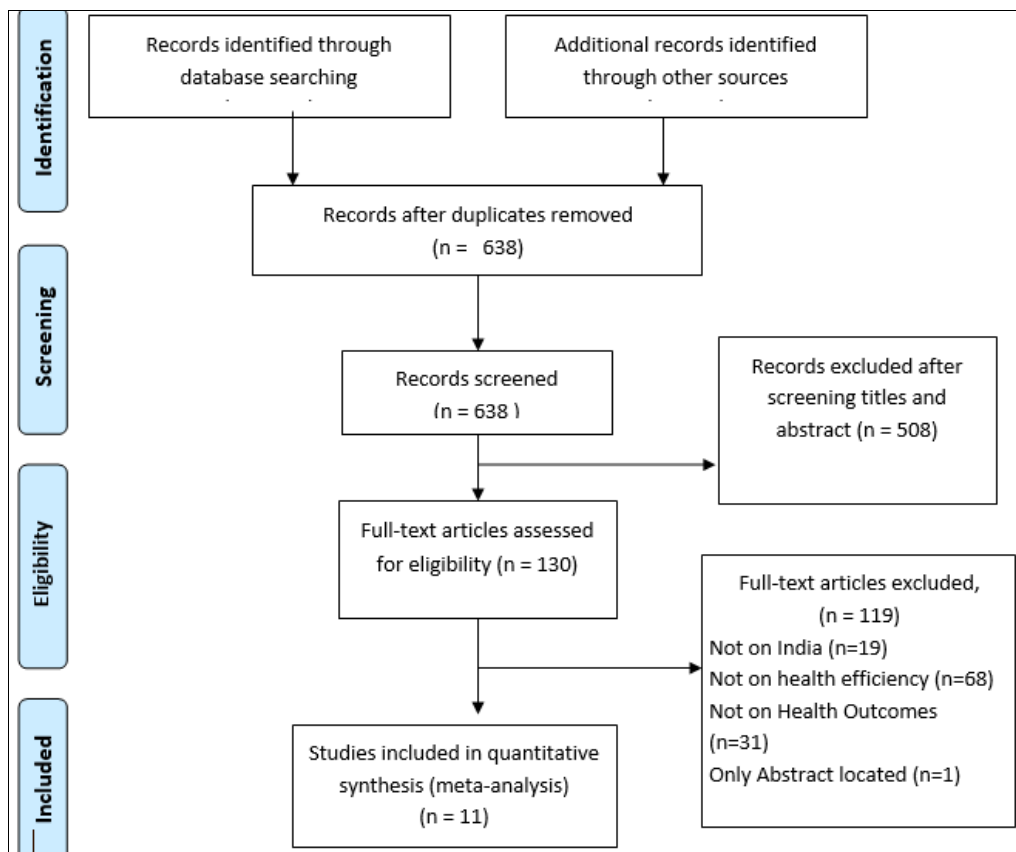 Identification
Records identified through
database searching
Additional records identified
through other sources
Records after duplicates removed
(n =   638)
Screening
Records screened
(n = 638 )
Records excluded after
screening titles and
abstract (n = 508)
Eligibility
Full-text articles assessed
for eligibility (n = 130)
Full-text articles excluded,
(n = 119)
Not on India (n=19)
Not on health efficiency (n=68)
Not on Health Outcomes
(n=31)
Only Abstract located (n=1)
Included
Studies included in quantitative
synthesis (meta-analysis)
(n = 11)